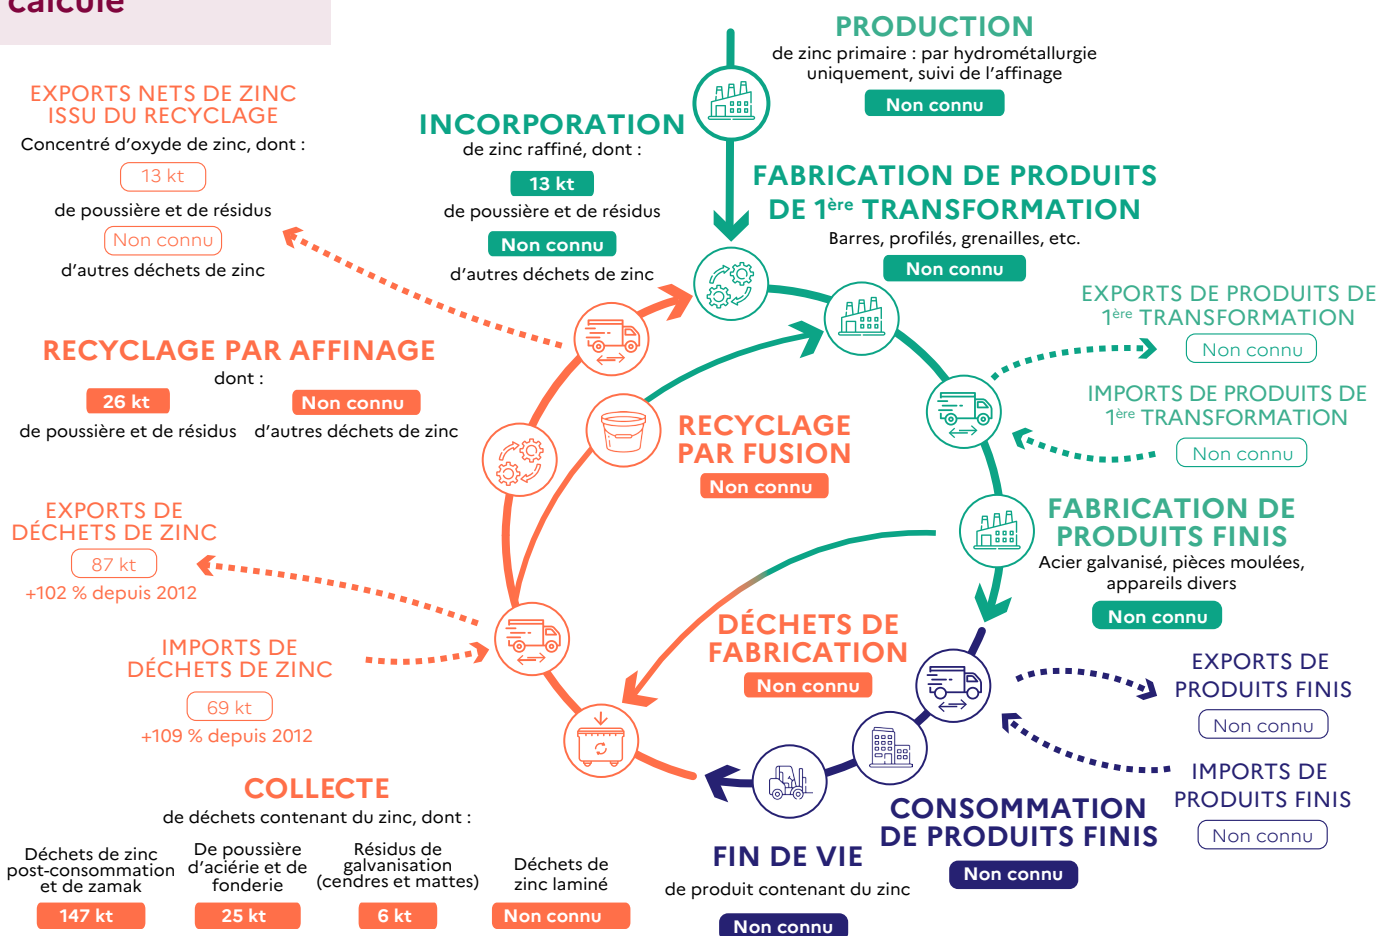 calculé
PRODUCTION
de zinc primaire : par hydrométallurgie
uniquement, suivi de l'affinage
Non connu
EXPORTS NETS DE ZINC
ISSU DU RECYCLAGE
Concentré d'oxyde de zinc, dont :
13 kt
de poussière et de résidus
Non connu
d'autres déchets de zinc
INCORPORATION
de zinc raffiné, dont :
13 kt
de poussière et de résidus
Non connu
d'autres déchets de zinc
FABRICATION DE PRODUITS
DE 1ère TRANSFORMATION
Barres, profilés, grenailles, etc.
Non connu
EXPORTS DE PRODUITS DE
1ère TRANSFORMATION
Non connu
IMPORTS DE PRODUITS DE
1ère TRANSFORMATION
Non connu
RECYCLAGE PAR AFFINAGE
dont :
26 kt
de poussière et de résidus
Non connu
d'autres déchets de zinc
RECYCLAGE
PAR FUSION
Non connu
FABRICATION DE
PRODUITS FINIS
Acier galvanisé, pièces moulées,
appareils divers
Non connu
EXPORTS DE
DÉCHETS DE ZINC
87 kt
+102 % depuis 2012
IMPORTS DE
DÉCHETS DE ZINC
69 kt
+109 % depuis 2012
DÉCHETS DE
FABRICATION
Non connu
EXPORTS DE
PRODUITS FINIS
Non connu
IMPORTS DE
PRODUITS FINIS
Non connu
CONSOMMATION
DE PRODUITS FINIS
Non connu
FIN DE VIE
de produit contenant du zinc
Non connu
COLLECTE
de déchets contenant du zinc, dont :
Déchets de zinc
post-consommation
et de zamak
147 kt
De poussière
d'aciérie et de
fonderie
25 kt
Résidus de
galvanisation
(cendres et mattes)
6 kt
Déchets de
zinc laminé
Non connu